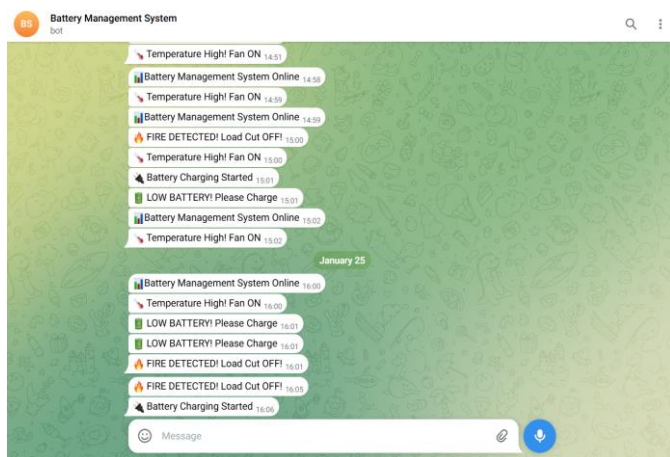 BS
Battery Management System
bot
Temperature High! Fan ON 14:51
Battery Management System Online 14:58
Temperature High! Fan ON 14:59
Battery Management System Online 14:59
FIRE DETECTED! Load Cut OFF! 15:00
Temperature High! Fan ON 15:00
Battery Charging Started 15:01
LOW BATTERY! Please Charge 15:01
Battery Management System Online 15:02
Temperature High! Fan ON 15:02
January 25
Battery Management System Online 16:00
Temperature High! Fan ON 16:00
LOW BATTERY! Please Charge 16:01
LOW BATTERY! Please Charge 16:01
FIRE DETECTED! Load Cut OFF! 16:01
FIRE DETECTED! Load Cut OFF! 16:05
Battery Charging Started 16:06
Message